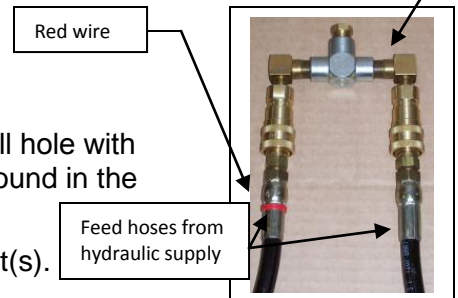 Red wire
ll hole with
ound in the
Feed hoses from
hydraulic supply
t(s).